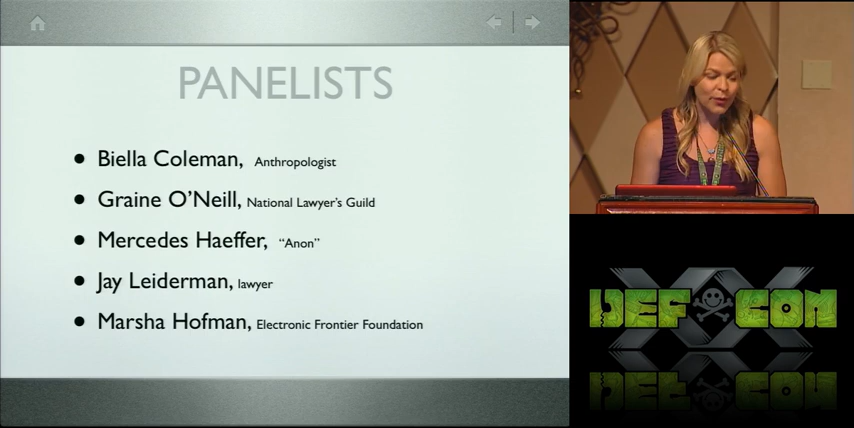 PANELISTS
• Biella Coleman, Anthropologist
• Graine O'Neill, National Lawyer's Guild
• Mercedes Haeffer, "Anon"
• Jay Leiderman, lawyer
• Marsha Hofman, Electronic Frontier Foundation
XX
DEF CON